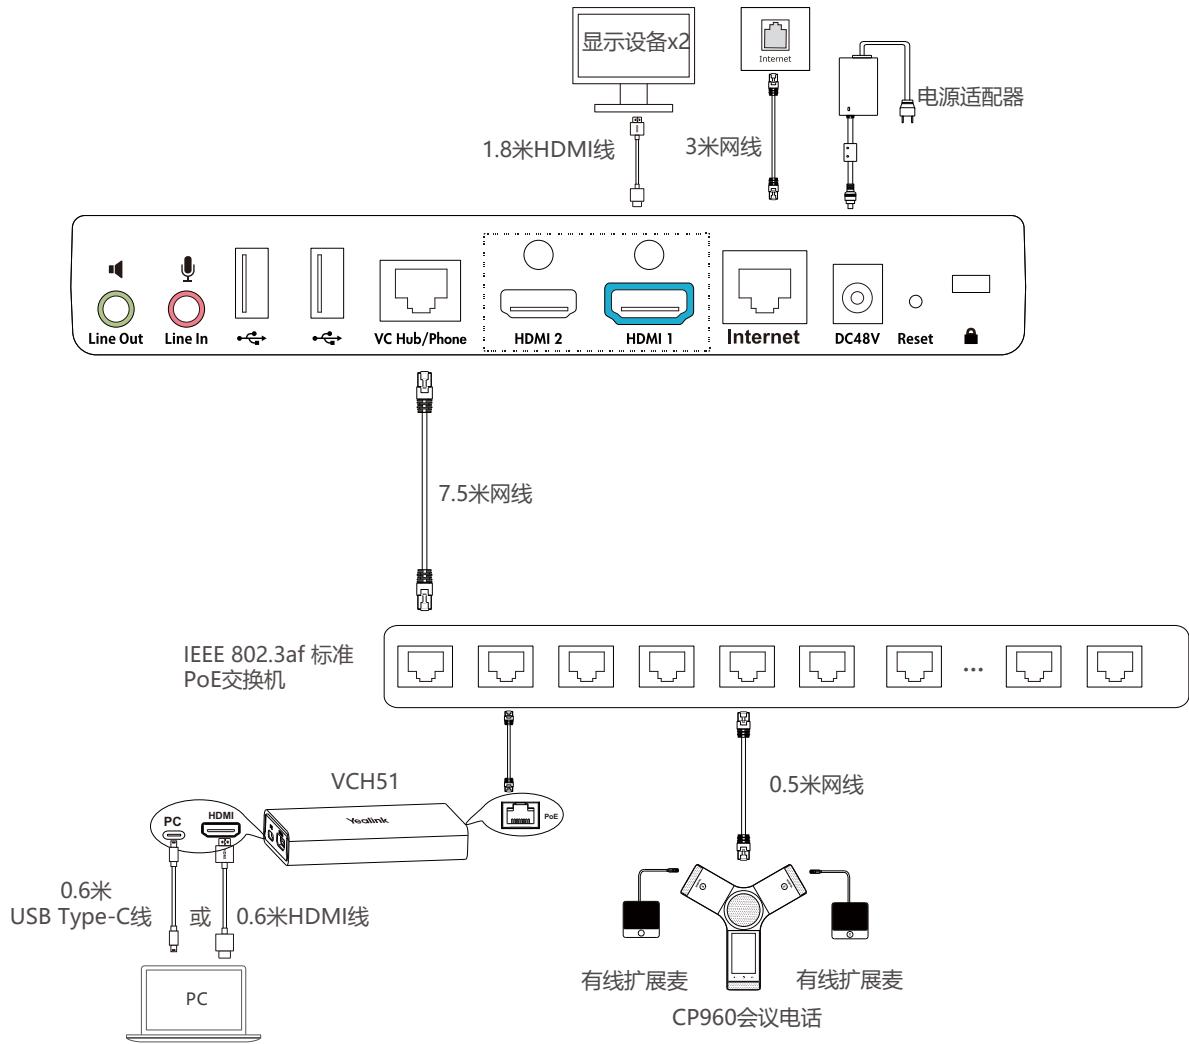 显示设备x2
Internet
电源适配器
1.8米HDMI线
3米网线
Line Out
Line In
VC Hub/Phone
HDMI 2
HDMI 1
Internet
DC48V
Reset
7.5米网线
IEEE 802.3af 标准
PoE交换机
...
VCH51
0.5米网线
PC
HDMI
Yealink
PoE
0.6米
USB Type-C线
或
0.6米HDMI线
PC
有线扩展麦
有线扩展麦
CP960会议电话